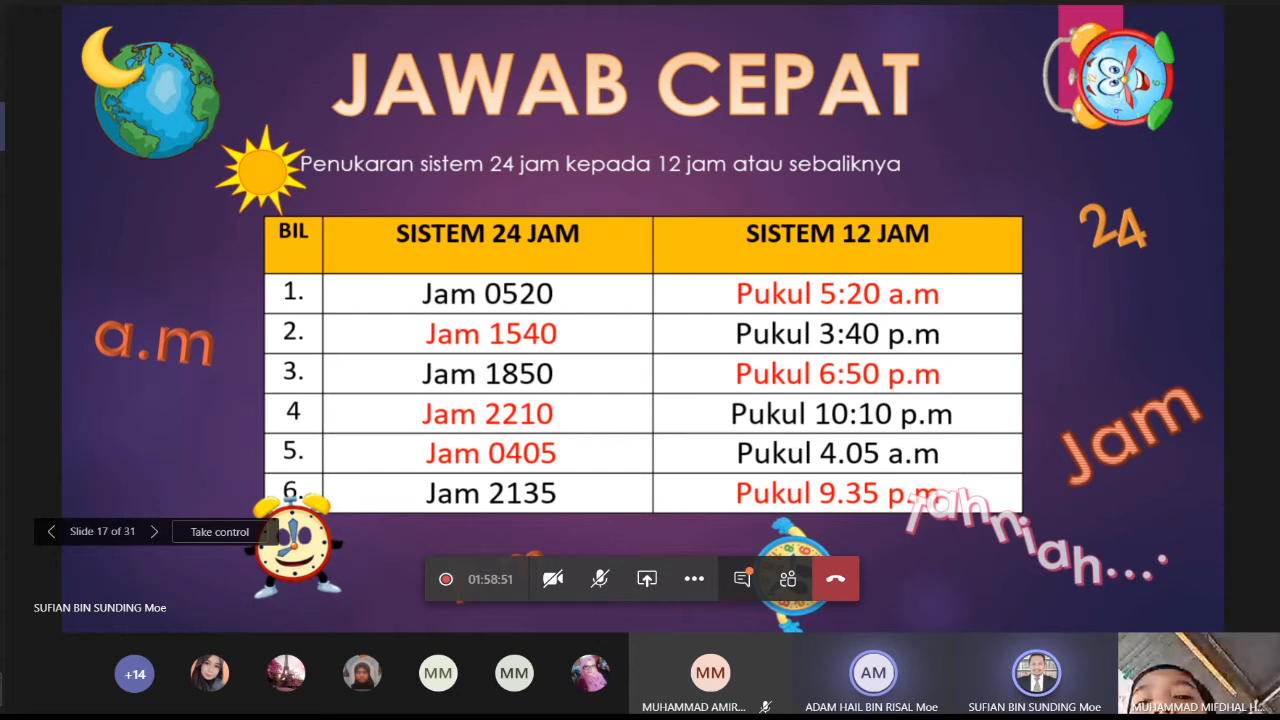 JAWAB CEPAT
Penukaran sistem 24 jam kepada 12 jam atau sebaliknya
24
BIL SISTEM 24 JAM SISTEM 12 JAM
1. Jam 0520 Pukul 5:20 a.m
2. Jam 1540 Pukul 3:40 p.m
3. Jam 1850 Pukul 6:50 p.m
4 Jam 2210 Pukul 10:10 p.m
5. Jam 0405 Pukul 4.05 a.m
6. Jam 2135 Pukul 9.35 p.m
a.m
Jam
Tahniah....
Slide 17 of 31 Take control
01:58:51
SUFIAN BIN SUNDING Moe
+14 MM MM MM AM
MUHAMMAD AMIR... ADAM HAIL BIN RISAL Moe SUFIAN BIN SUNDING Moe MUHAMMAD MIFDHAL H...